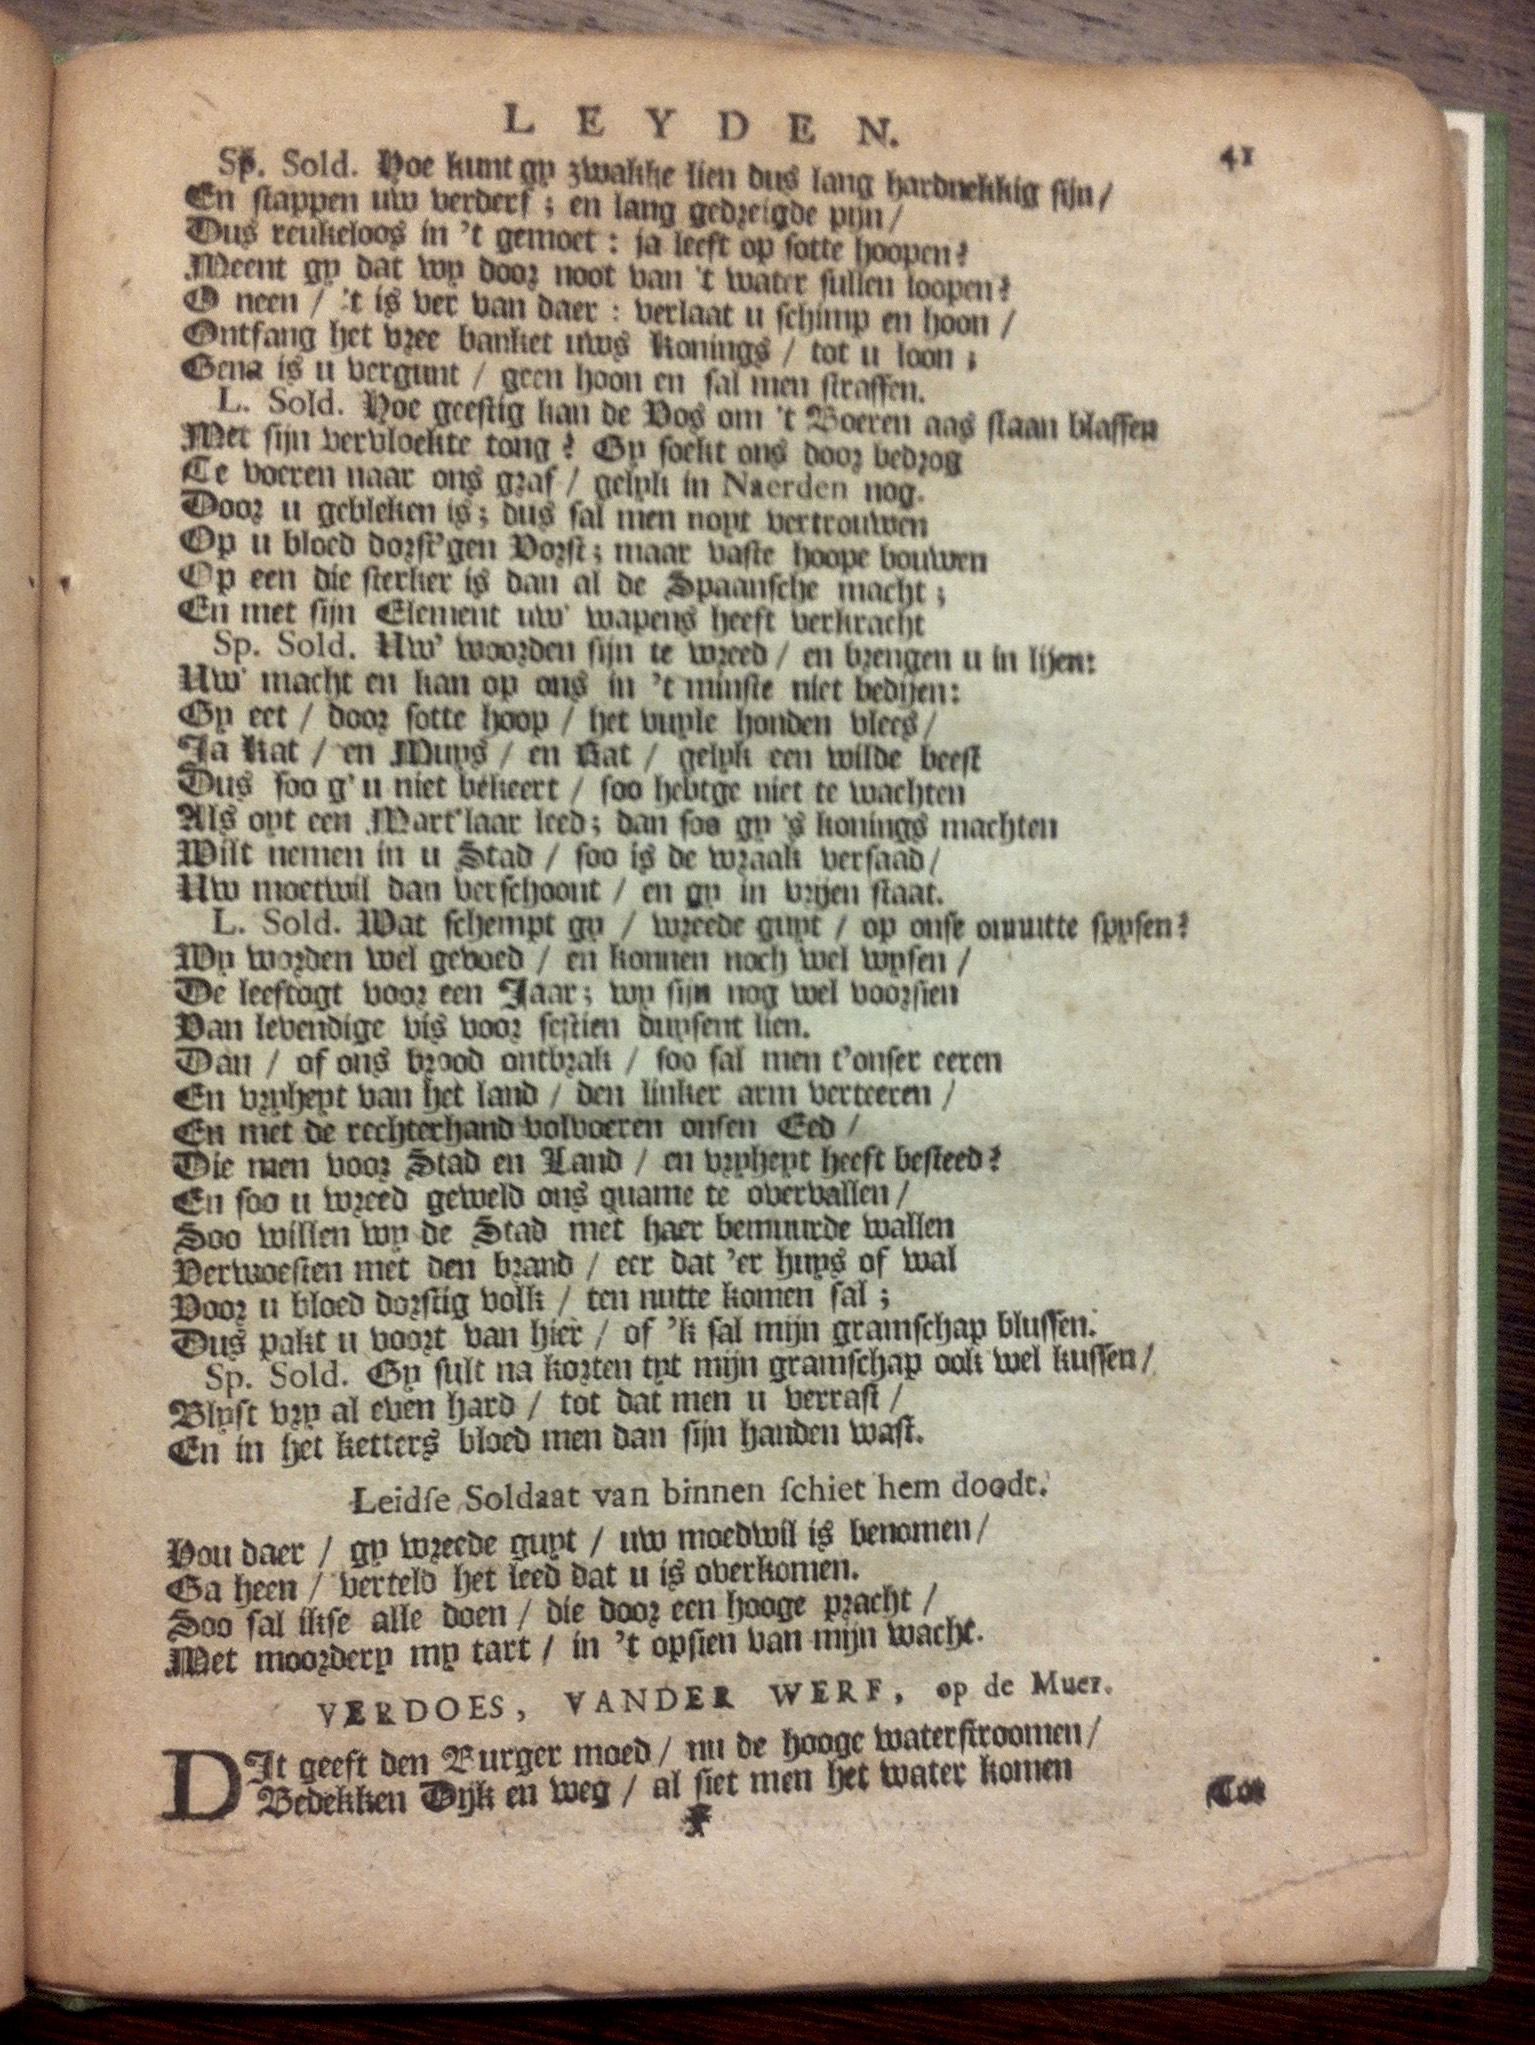 LEYDEN.
41
Sp. Sold. Hoe kunt gy zwakke lien dus lang hardnekkig sijn/
En stappen uw verderf; en lang gedreigde pijn/
Dus reukeloos in 't gemoet: ja leeft op sotte hoopen?
Meent gy dat wy door noot van 't water sullen loopen?
O neen / 't is ver van daer: verlaat u schimp en hoon /
Ontfang het vree banket uws Konings / tot u loon;
Gena is u vergunt / geen hoon en sal men straffen.
L. Sold. Hoe geestig kan de Vos om 't Boeren aas staan blaffen
Met sijn vervloekte tong? Gy soekt ons door bedrog
Te voeren naar ons graf / gelyk in Naerden nog.
Door u gebleken is; dus sal men noyt vertrouwen
Op u bloed dorst'gen Vorst; maar vaste hoope bouwen
Op een die sterker is dan al de Spaansche macht;
En met sijn Element uw' wapens heeft verkracht
Sp. Sold. Uw' woorden sijn te wreed / en brengen u in lijen:
Uw' macht en kan op ons in 't minste niet bedijen:
Gy eet / door sotte hoop / het vuyle honden vlees/
Ja Kat / en Muys / en Rat / gelyk een wilde beest
Dus soo g' u niet bekeert / soo hebtge niet te wachten
Als oyt een Mart'laar leed; dan soo gy 's konings machten
Wilt nemen in u Stad / soo is de wraak versaad/
Uw moetwil dan verschoont / en gy in vrijen staat.
L. Sold. Wat schempt gy / wreede guyt / op onse onnutte spysen?
Wy worden wel gevoed / en konnen noch wel wysen /
De leeftogt voor een Jaar; wy sijn nog wel voorsien
Van levendige vis voor sestien duysent lien.
Dan / of ons brood ontbrak / soo sal men t'onser eeren
En vryheyt van het land / den linker arm verteeren /
En met de rechterhand volvoeren onsen Eed /
Die men voor Stad en Land / en vryheyt heeft besteed?
En soo u wreed geweld ons quame te overvallen /
Soo willen wy de Stad met haer bemuurde wallen
Verwoesten met den brand / eer dat 'er huys of wal
Voor u bloed dorstig volk / ten nutte komen sal;
Dus pakt u voort van hier / of 'k sal mijn gramschap blussen.
Sp. Sold. Gy sult na korten tyt mijn gramschap ook wel kussen/
Blyft vry al even hard / tot dat men u verrast /
En in het ketters bloed men dan sijn handen wast.
Leidse Soldaat van binnen schiet hem doodt.
Hou daer / gy wreede guyt / uw moedwil is benomen/
Ga heen / verteld het leed dat u is overkomen.
Soo sal ikse alle doen / die door een hooge pracht /
Met moordery my tart / in 't opsien van mijn wacht.
VERDOES, VANDER WERF, op de Muer.
DIt geeft den Burger moed / nu de hooge waterstroomen/
Bedekken Dijk en weg / al siet men het water komen
Tot